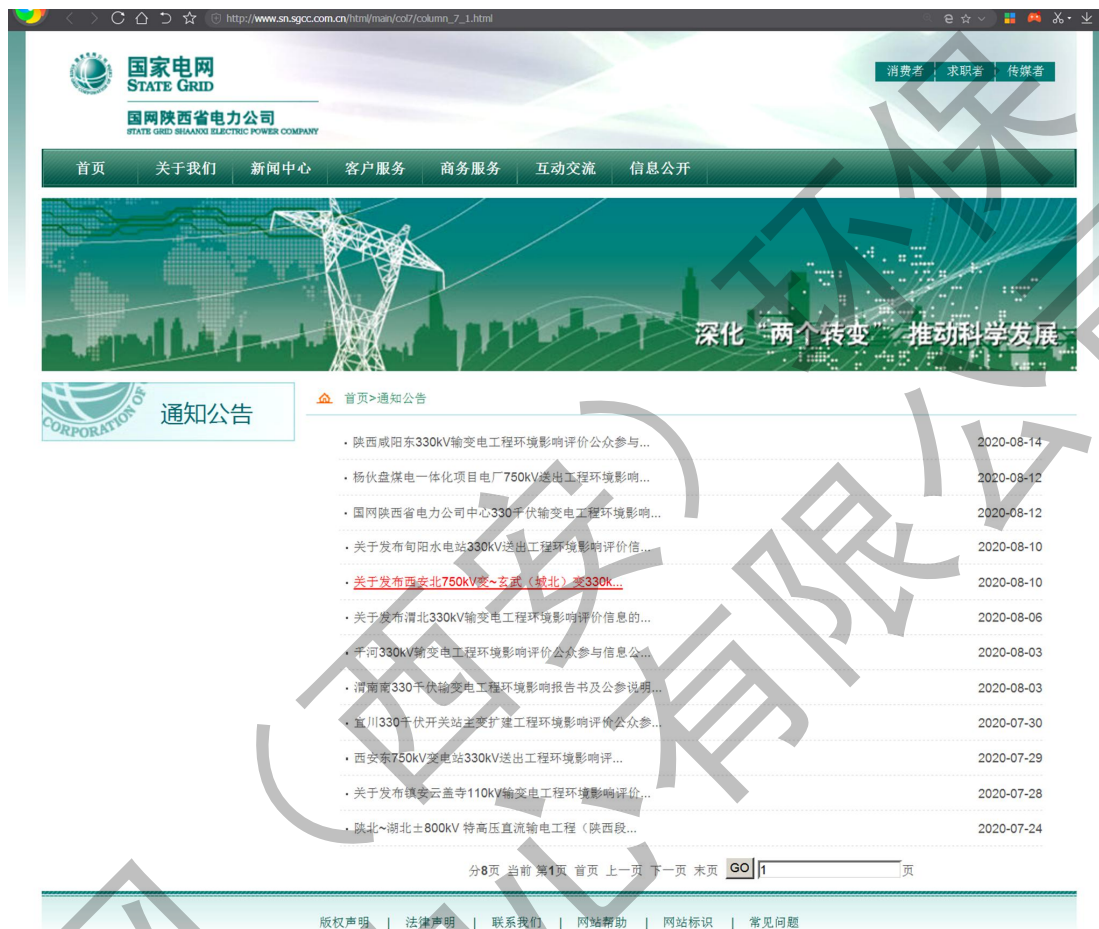 http://www.sn.sgcc.com.cn/html/main/col7/column_7_1.html
国家电网
STATE GRID
国网陕西省电力公司
STATE GRID SHAANXI ELECTRIC POWER COMPANY
消费者 求职者 传媒者
首页 关于我们 新闻中心 客户服务 商务服务 互动交流 信息公开
深化“两个转变” 推动科学发展
CORPORATION OF
通知公告
首页>通知公告
· 陕西咸阳东330kV输变电工程环境影响评价公众参与... 2020-08-14
· 杨伙盘煤电一体化项目电厂750kV送出工程环境影响... 2020-08-12
· 国网陕西省电力公司中心330千伏输变电工程环境影响... 2020-08-12
· 关于发布旬阳水电站330kV送出工程环境影响评价信... 2020-08-10
· 关于发布西安北750kV变~玄武（城北）变330k... 2020-08-10
· 关于发布渭北330kV输变电工程环境影响评价信息的... 2020-08-06
· 千河330kV输变电工程环境影响评价公众参与信息公... 2020-08-03
· 渭南南330千伏输变电工程环境影响报告书及公参说明... 2020-08-03
· 宜川330千伏开关站主变扩建工程环境影响评价公众参... 2020-07-30
· 西安东750kV变电站330kV送出工程环境影响评... 2020-07-29
· 关于发布镇安云盖寺110kV输变电工程环境影响评价... 2020-07-28
· 陕北~湖北±800kV 特高压直流输电工程（陕西段... 2020-07-24
分8页 当前 第1页 首页 上一页 下一页 末页 GO 1 页
版权声明 | 法律声明 | 联系我们 | 网站帮助 | 网站标识 | 常见问题
（西安）环保
有限公司